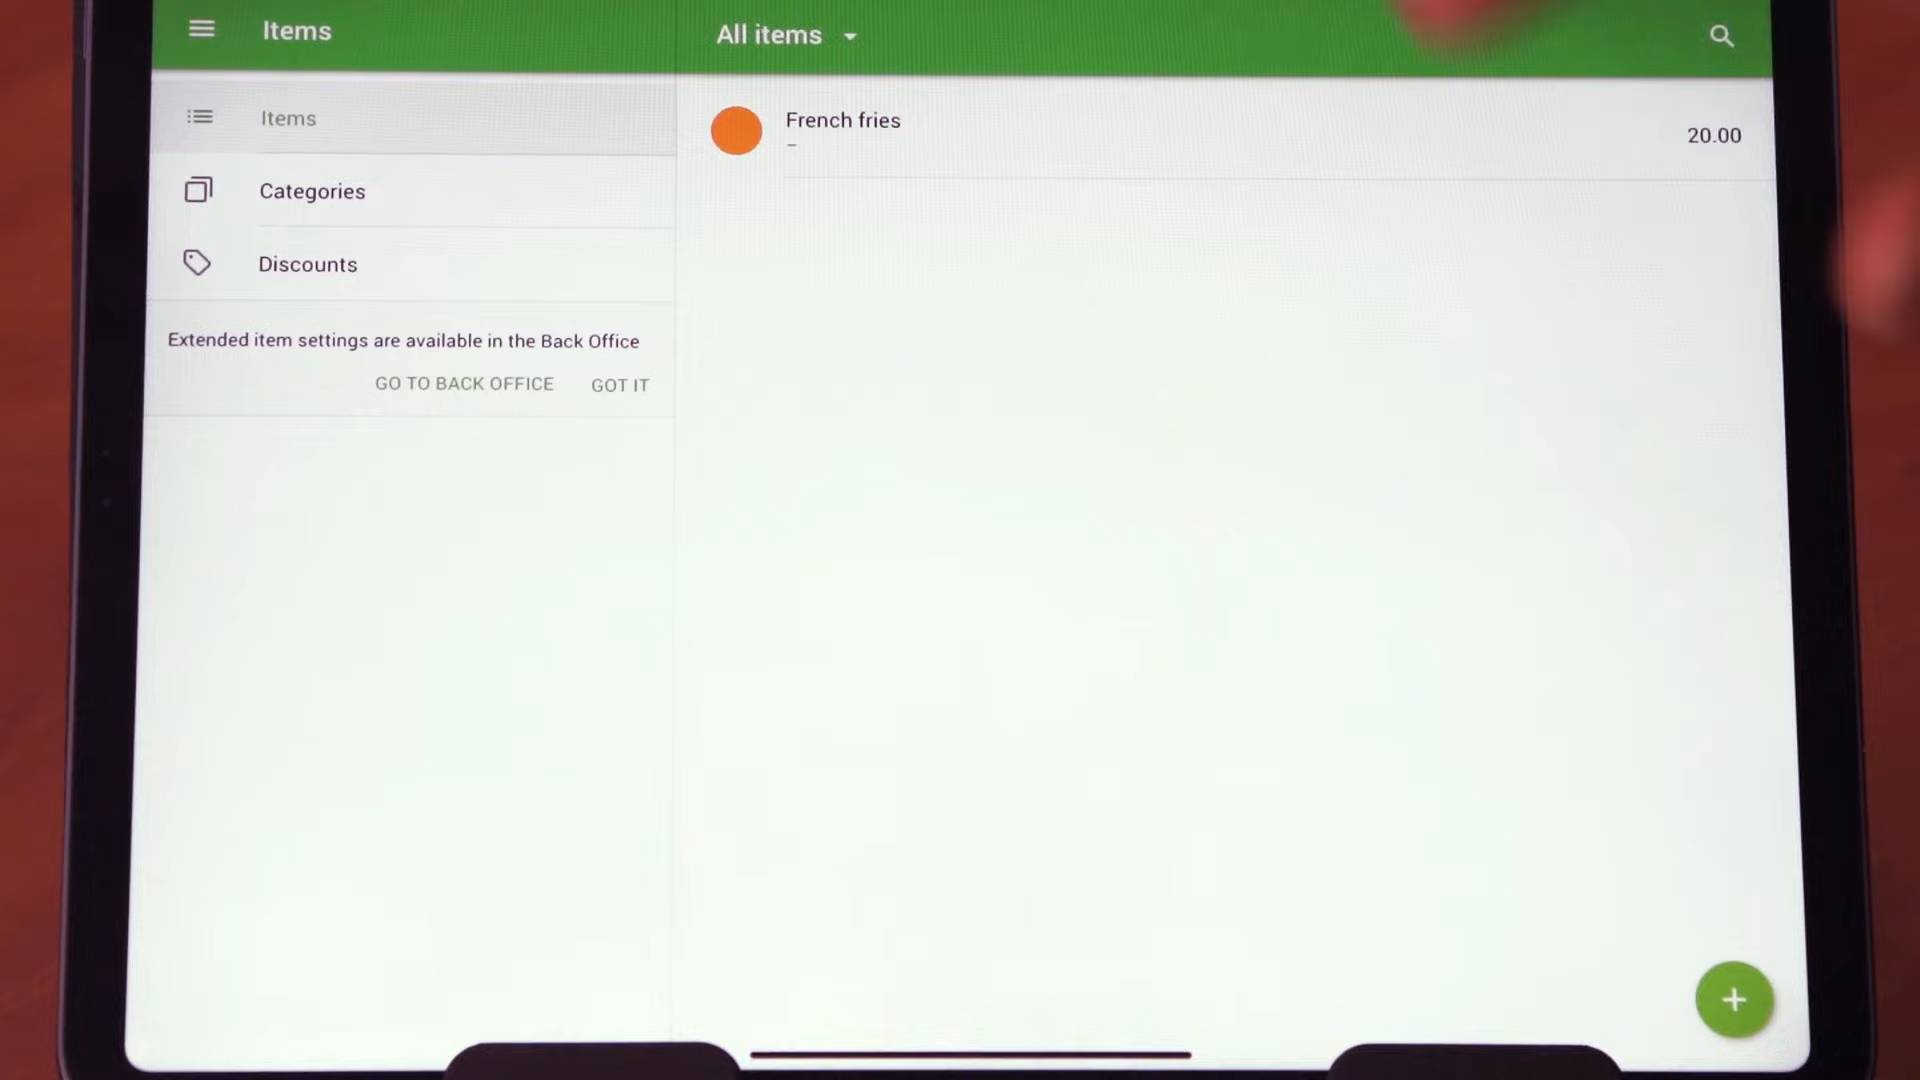 Items
All items
Items
French fries
–
20.00
Categories
Discounts
Extended item settings are available in the Back Office
GO TO BACK OFFICE
GOT IT